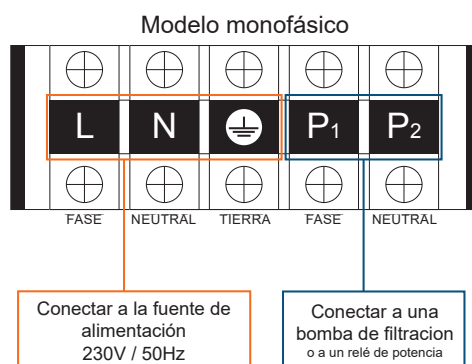 Modelo monofásico
L N P1 P2
FASE NEUTRAL TIERRA FASE NEUTRAL
Conectar a la fuente de
alimentación
230V / 50Hz
Conectar a una
bomba de filtracion
o a un relé de potencia